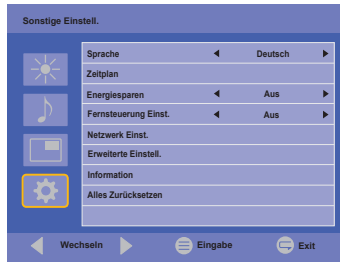 Sonstige Einstell.
Sprache Deutsch
Zeitplan
Energiesparen Aus
Fernsteuerung Einst. Aus
Netzwerk Einst.
Erweiterte Einstell.
Information
Alles Zurücksetzen
Wechseln Eingabe Exit